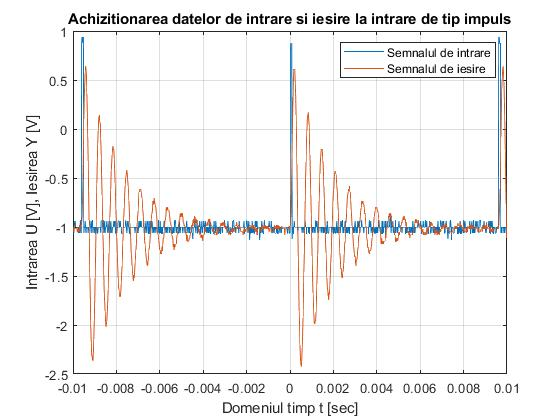 Achizitionarea datelor de intrare si iesire la intrare de tip impuls
Semnalul de intrare
Semnalul de iesire
Intrarea U [V], Iesirea Y [V]
1
0.5
0
-0.5
-1
-1.5
-2
-2.5
-0.01 -0.008 -0.006 -0.004 -0.002 0 0.002 0.004 0.006 0.008 0.01
Domeniul timp t [sec]